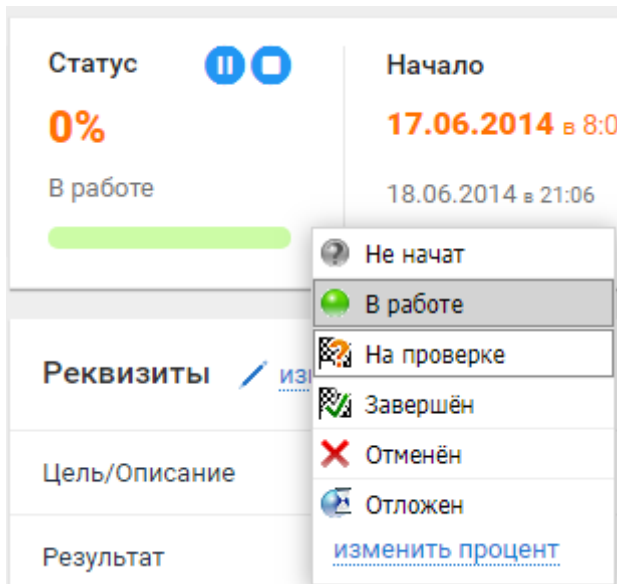 Статус
Начало
0%
17.06.2014 в 8:0
В работе
18.06.2014 в 21:06
Не начат
В работе
На проверке
Реквизиты
Завершён
Отменён
Цель/Описание
Отложен
изменить процент
Результат